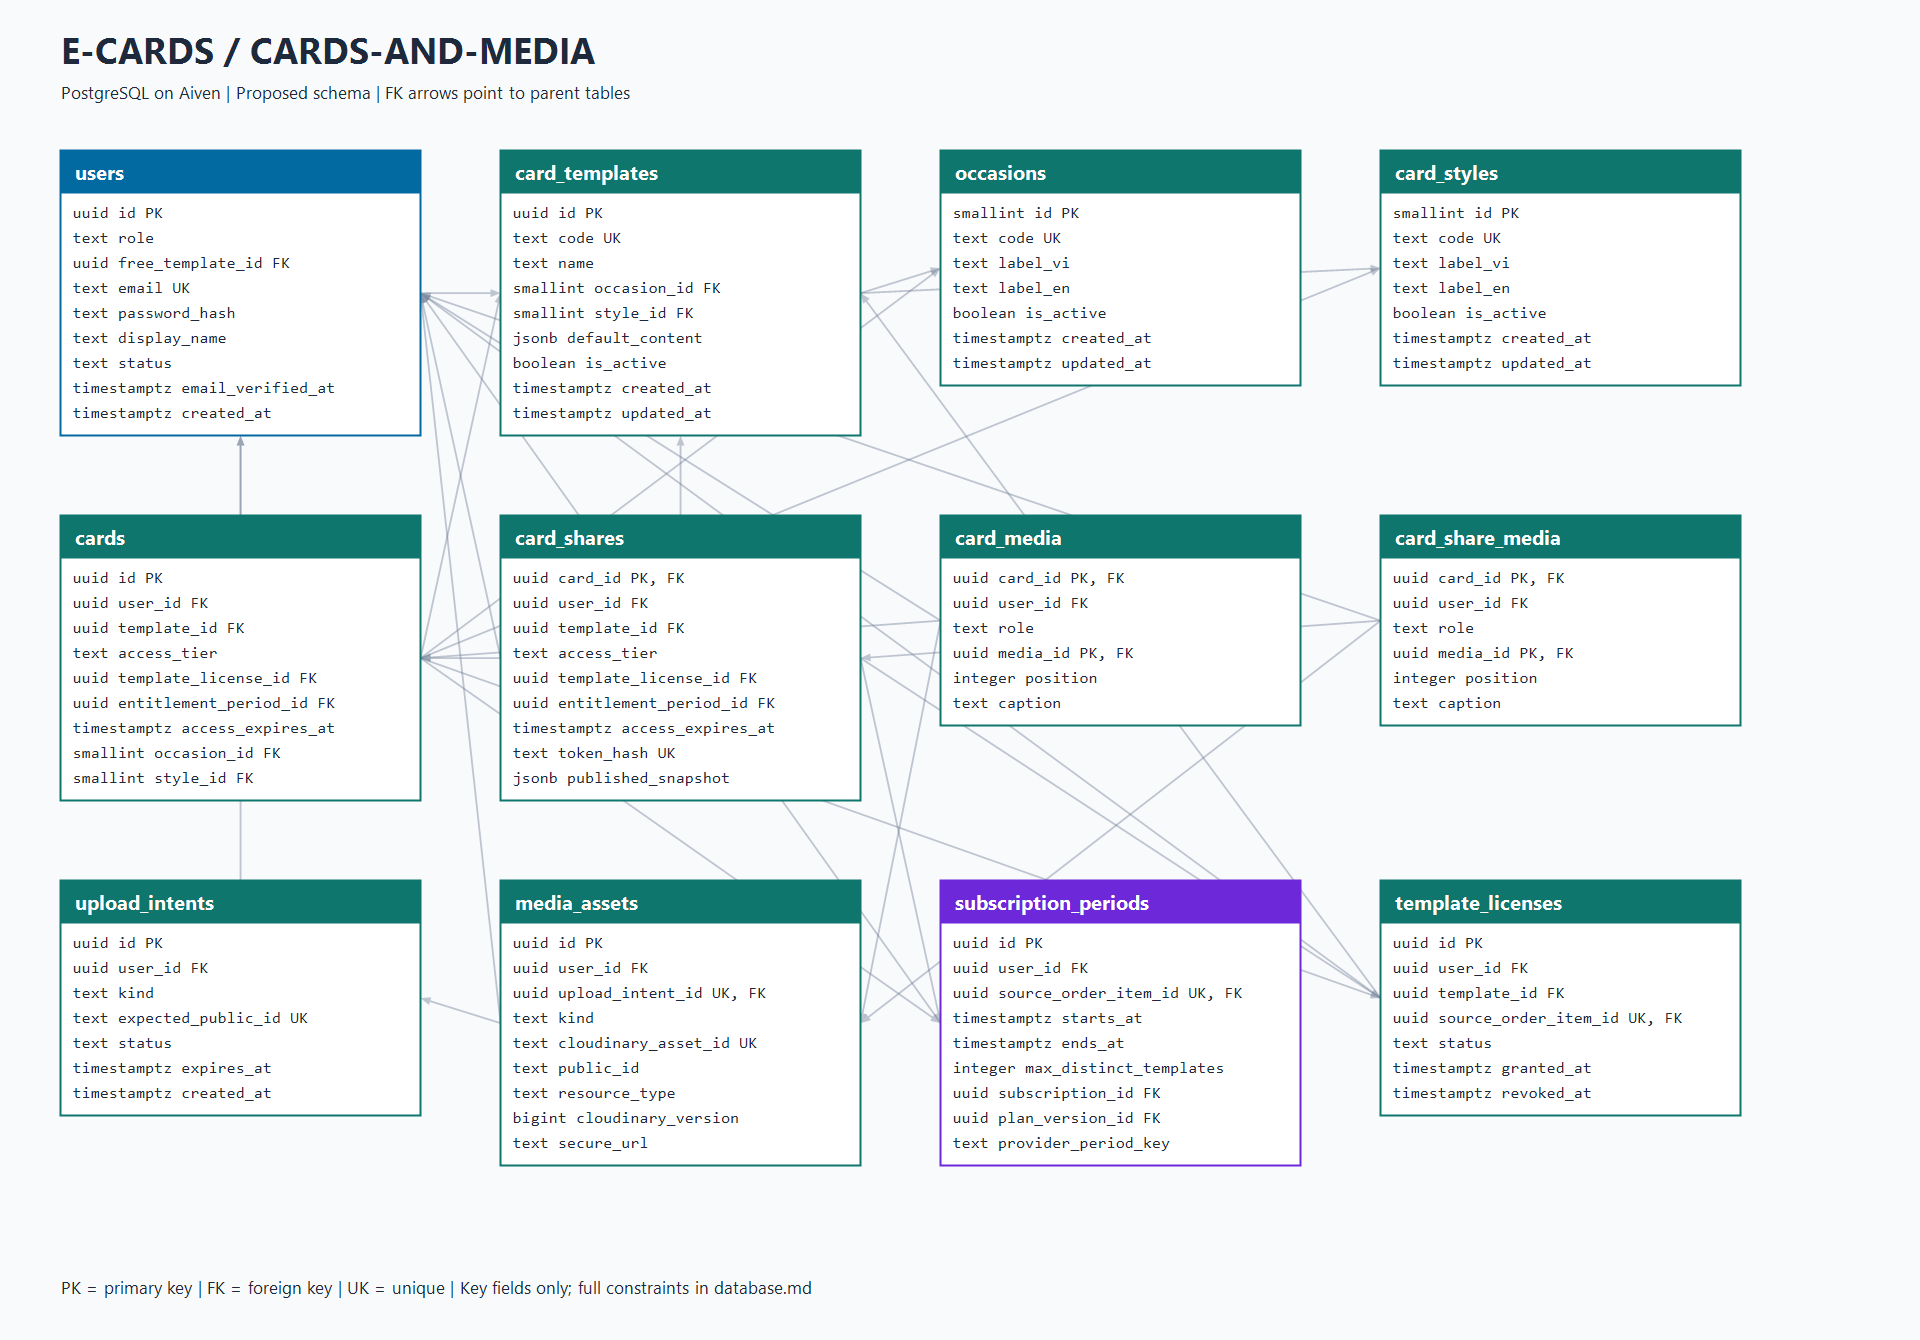 E-CARDS / CARDS-AND-MEDIA
PostgreSQL on Aiven | Proposed schema | FK arrows point to parent tables
users
uuid id PK
text role
uuid free_template_id FK
text email UK
text password_hash
text display_name
text status
timestamptz email_verified_at
timestamptz created_at
card_templates
uuid id PK
text code UK
text name
smallint occasion_id FK
smallint style_id FK
jsonb default_content
boolean is_active
timestamptz created_at
timestamptz updated_at
occasions
smallint id PK
text code UK
text label_vi
text label_en
boolean is_active
timestamptz created_at
timestamptz updated_at
card_styles
smallint id PK
text code UK
text label_vi
text label_en
boolean is_active
timestamptz created_at
timestamptz updated_at
cards
uuid id PK
uuid user_id FK
uuid template_id FK
text access_tier
uuid template_license_id FK
uuid entitlement_period_id FK
timestamptz access_expires_at
smallint occasion_id FK
smallint style_id FK
card_shares
uuid card_id PK, FK
uuid user_id FK
uuid template_id FK
text access_tier
uuid template_license_id FK
uuid entitlement_period_id FK
timestamptz access_expires_at
text token_hash UK
jsonb published_snapshot
card_media
uuid card_id PK, FK
uuid user_id FK
text role
uuid media_id PK, FK
integer position
text caption
card_share_media
uuid card_id PK, FK
uuid user_id FK
text role
uuid media_id PK, FK
integer position
text caption
upload_intents
uuid id PK
uuid user_id FK
text kind
text expected_public_id UK
text status
timestamptz expires_at
timestamptz created_at
media_assets
uuid id PK
uuid user_id FK
uuid upload_intent_id UK, FK
text kind
text cloudinary_asset_id UK
text public_id
text resource_type
bigint cloudinary_version
text secure_url
subscription_periods
uuid id PK
uuid user_id FK
uuid source_order_item_id UK, FK
timestamptz starts_at
timestamptz ends_at
integer max_distinct_templates
uuid subscription_id FK
uuid plan_version_id FK
text provider_period_key
template_licenses
uuid id PK
uuid user_id FK
uuid template_id FK
uuid source_order_item_id UK, FK
text status
timestamptz granted_at
timestamptz revoked_at
PK = primary key | FK = foreign key | UK = unique | Key fields only; full constraints in database.md